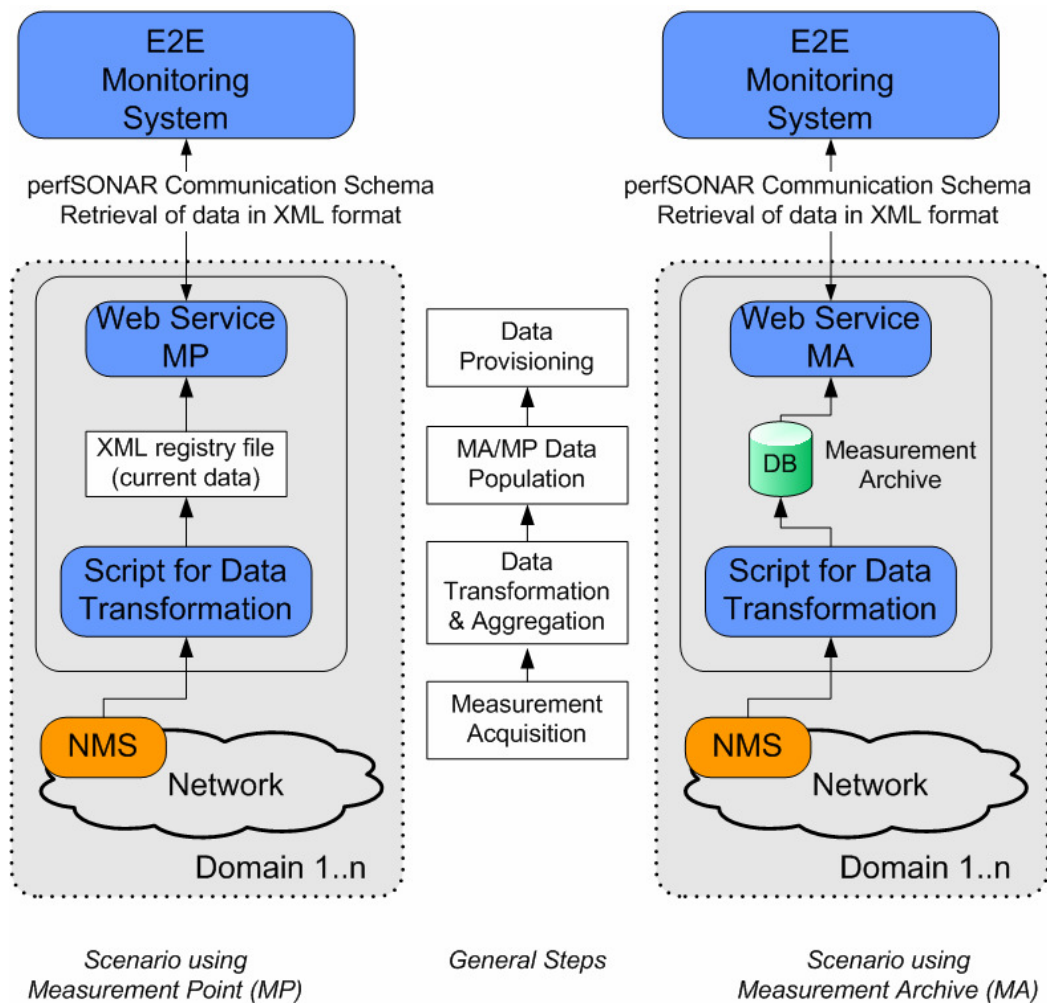 E2E
Monitoring
System
perfSONAR Communication Schema
Retrieval of data in XML format
Web Service
MP
XML registry file
(current data)
Script for Data
Transformation
NMS
Network
Domain 1..n
Scenario using
Measurement Point (MP)
Data
Provisioning
MA/MP Data
Population
Data
Transformation
& Aggregation
Measurement
Acquisition
General Steps
E2E
Monitoring
System
perfSONAR Communication Schema
Retrieval of data in XML format
Web Service
MA
DB
Measurement
Archive
Script for Data
Transformation
NMS
Network
Domain 1..n
Scenario using
Measurement Archive (MA)